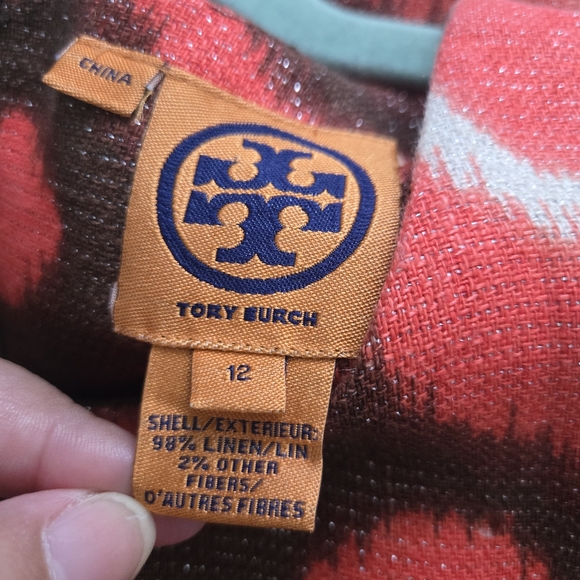 CHINA
TORY BURCH
12
SHELL/EXTERIEUR:
98% LINEN/LIN
2% OTHER
FIBERS/
D'AUTRES FIBRES